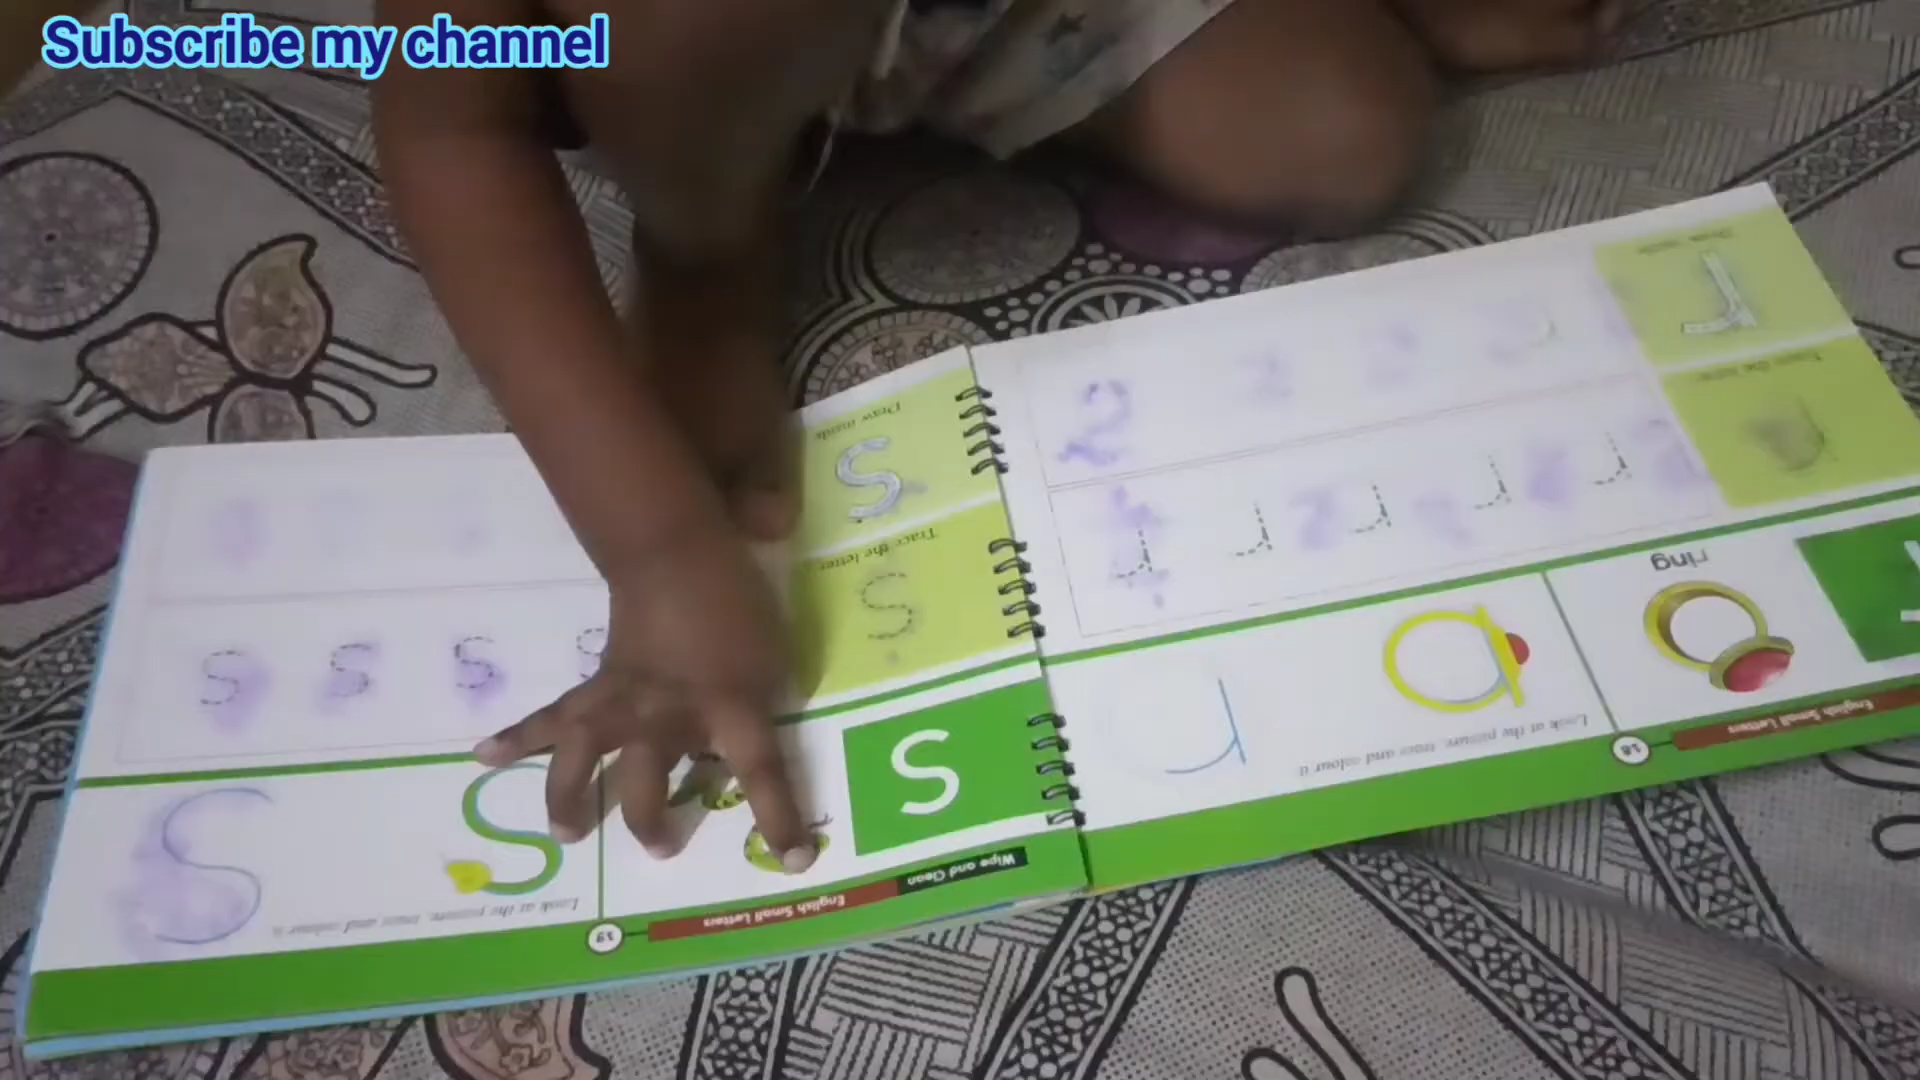 Subscribe my channel
Draw inside
s
Trace the letter
s
s s s s
s
Wipe and Clean
English Small Letters
19
Look at the picture, trace and colour it
s
s
Draw inside
r
Trace the letter
r r r r r
ring
r
r
Look at the picture, trace and colour it
18
English Small Letters